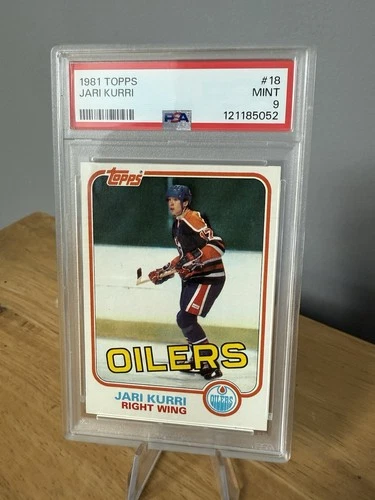 1981 TOPPS #18
JARI KURRI MINT
9
PSA 121185052
topps
OILERS
OILERS
JARI KURRI
RIGHT WING